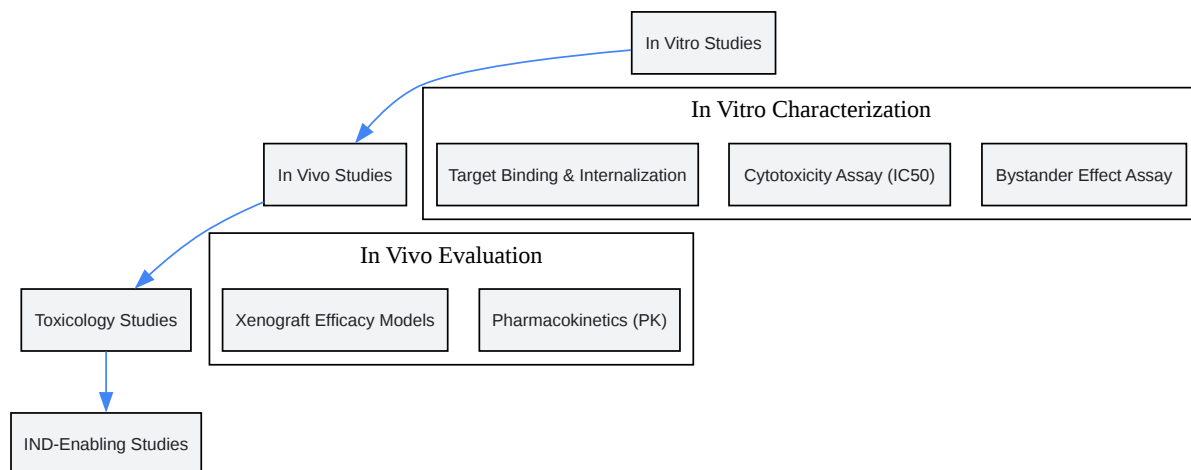 In Vitro Studies
In Vitro Characterization
In Vivo Studies
Target Binding & Internalization
Cytotoxicity Assay (IC50)
Bystander Effect Assay
In Vivo Evaluation
Toxicology Studies
Xenograft Efficacy Models
Pharmacokinetics (PK)
IND-Enabling Studies